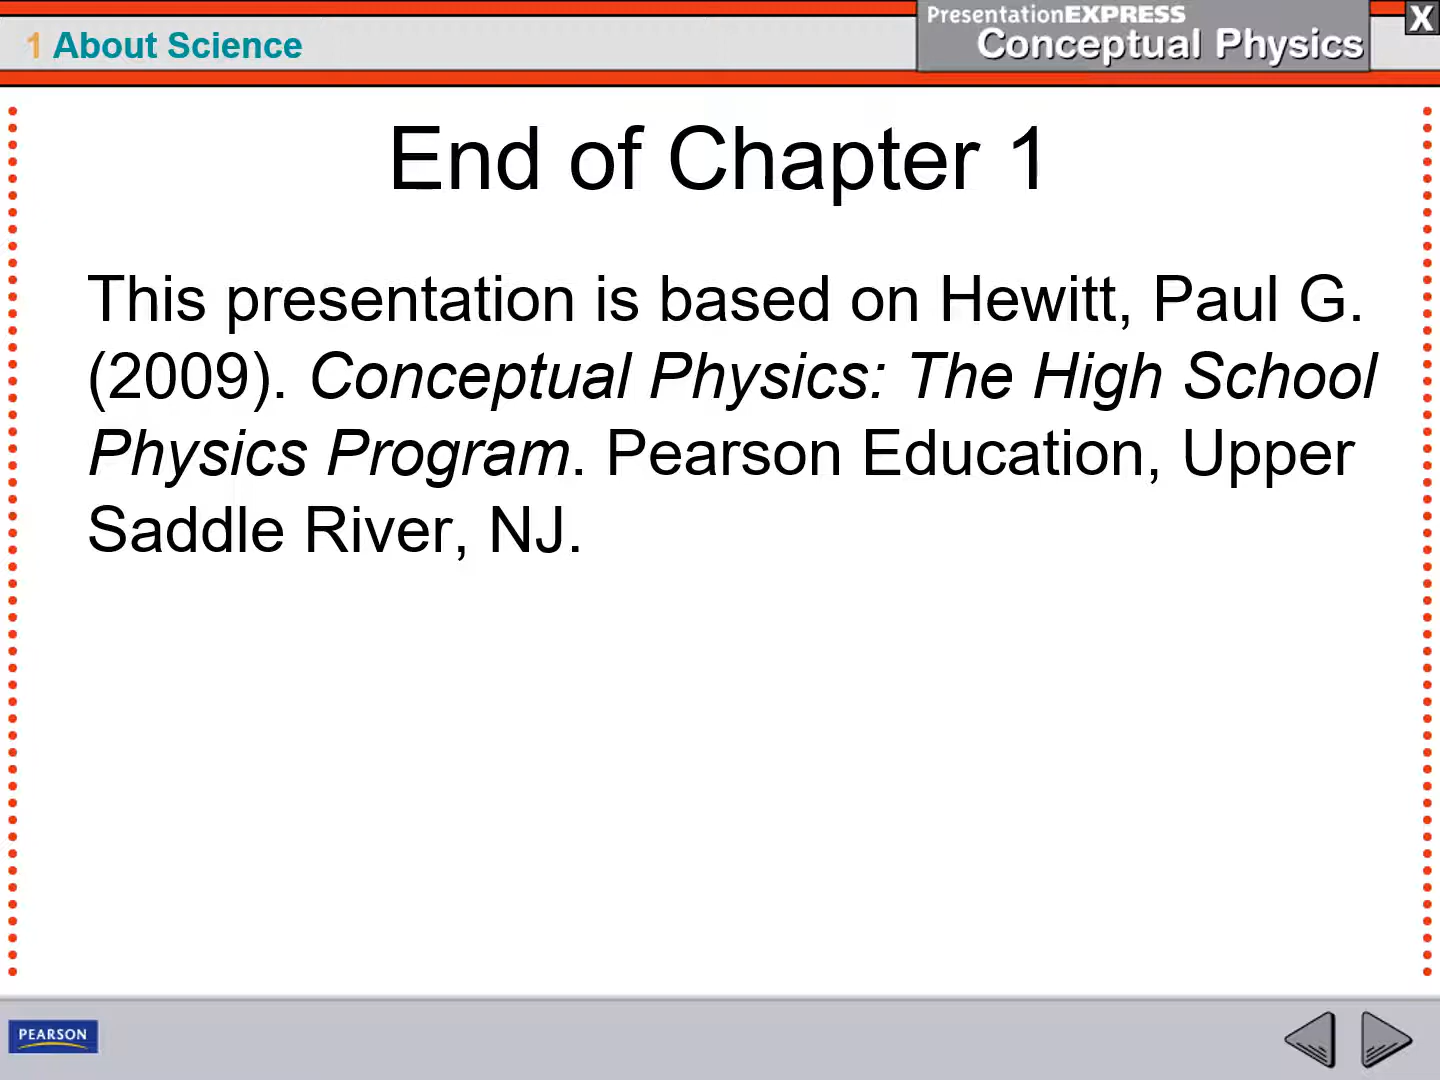 1 About Science
PresentationEXPRESS
Conceptual Physics
X
End of Chapter 1
This presentation is based on Hewitt, Paul G.
(2009). Conceptual Physics: The High School
Physics Program. Pearson Education, Upper
Saddle River, NJ.
PEARSON